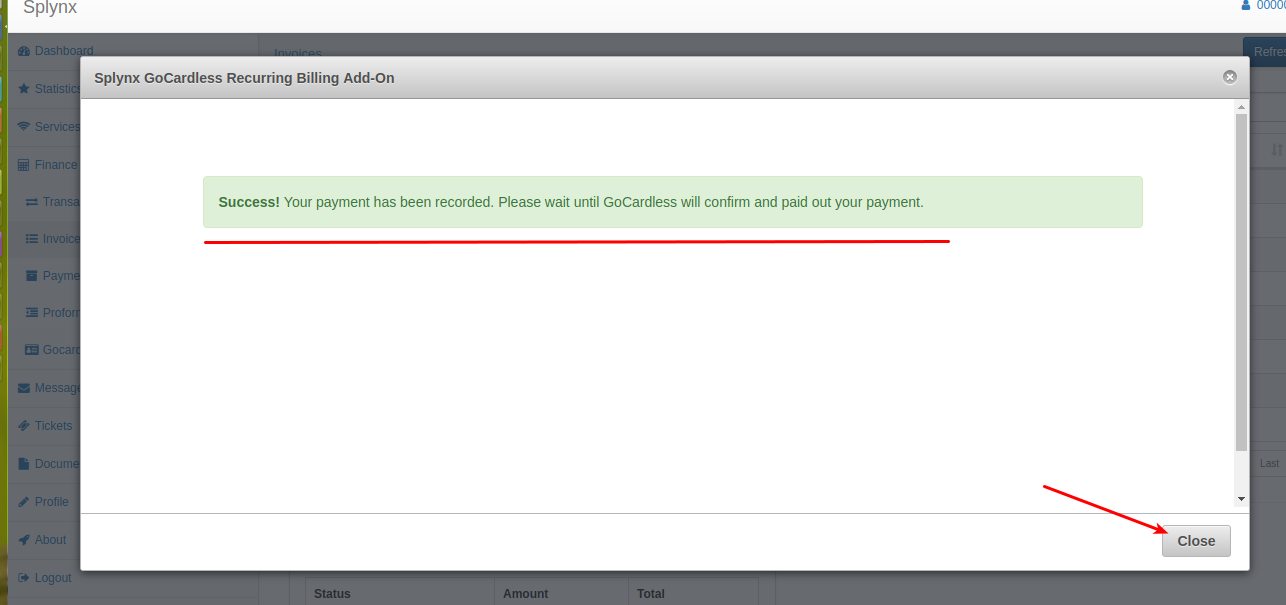 Splynx
00000
Dashboard
Invoices
Refres
Splynx GoCardless Recurring Billing Add-On
Statistics
Services
Finance
Transa
Invoice
Payme
Proforn
Gocard
Message
Tickets
Docume
Profile
About
Logout
Success! Your payment has been recorded. Please wait until GoCardless will confirm and paid out your payment.
Last
Close
Status Amount Total